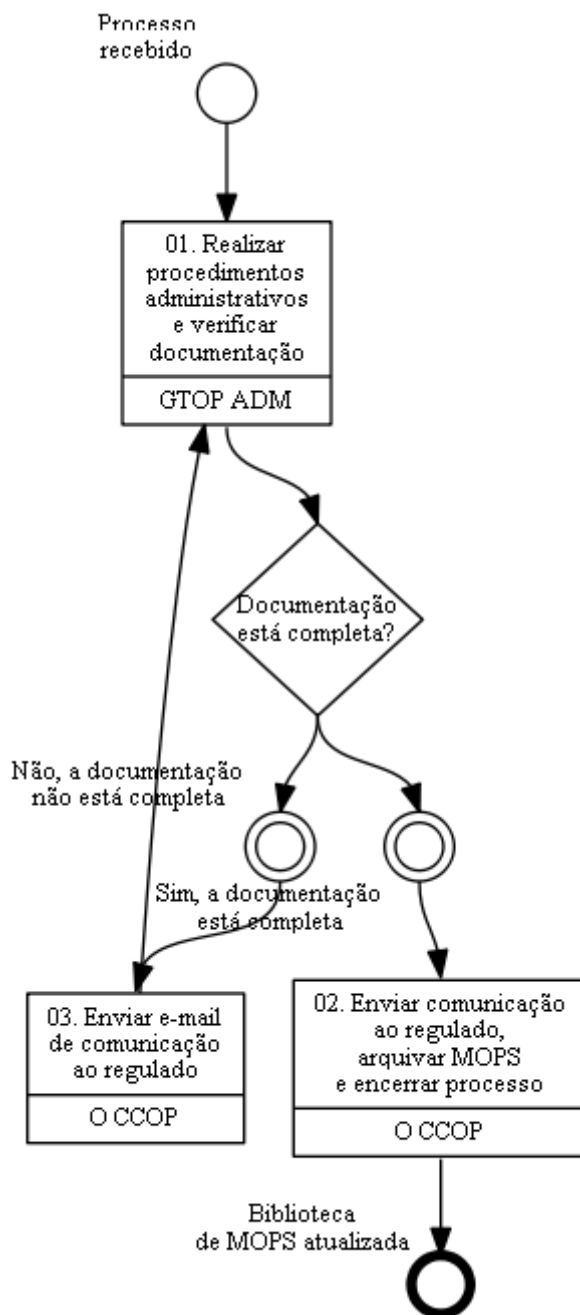 Processo
recebido
01. Realizar
procedimentos
administrativos
e verificar
documentação
GTOP ADM
Documentação
está completa?
Não, a documentação
não está completa
Sim, a documentação
está completa
03. Enviar e-mail
de comunicação
ao regulado
O CCOP
02. Enviar comunicação
ao regulado,
arquivar MOPS
e encerrar processo
O CCOP
Biblioteca
de MOPS atualizada